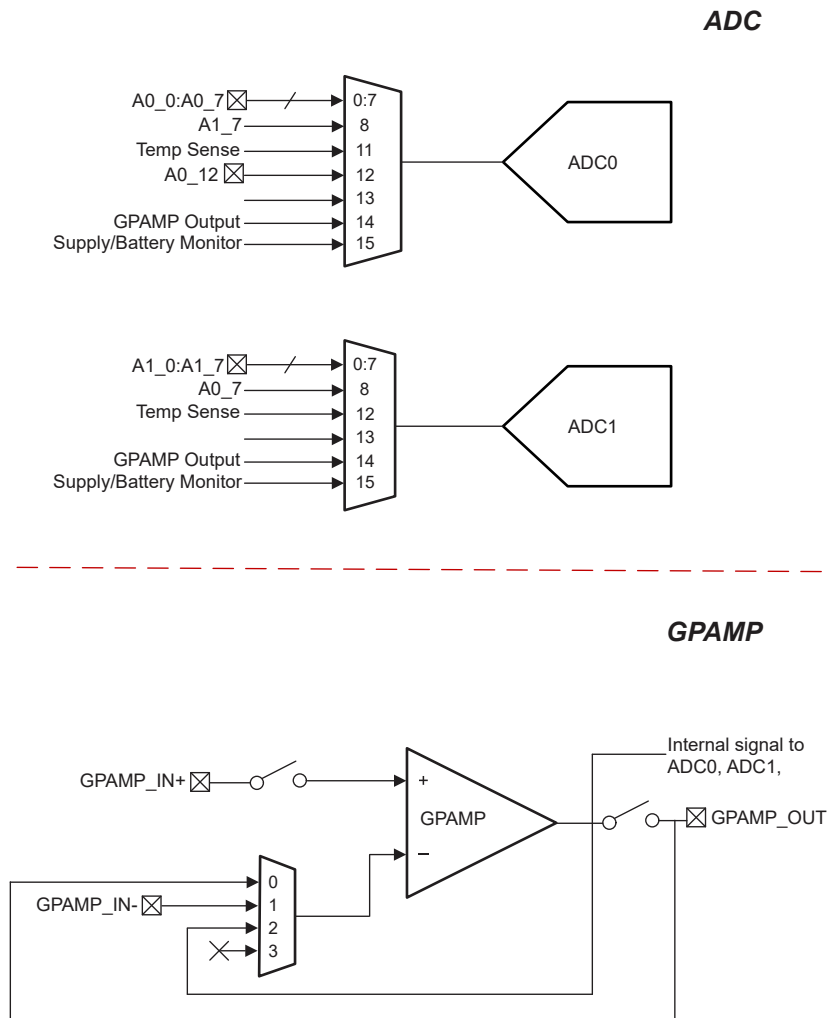 ADC
A0_0:A0_7
0:7
A1_7
8
Temp Sense
11
ADC0
A0_12
12
13
GPAMP Output
14
Supply/Battery Monitor
15
A1_0:A1_7
0:7
A0_7
8
Temp Sense
12
ADC1
13
GPAMP Output
14
Supply/Battery Monitor
15
GPAMP
Internal signal to
ADC0, ADC1,
GPAMP_IN+
+
GPAMP
GPAMP_OUT
−
0
GPAMP_IN-
1
2
3